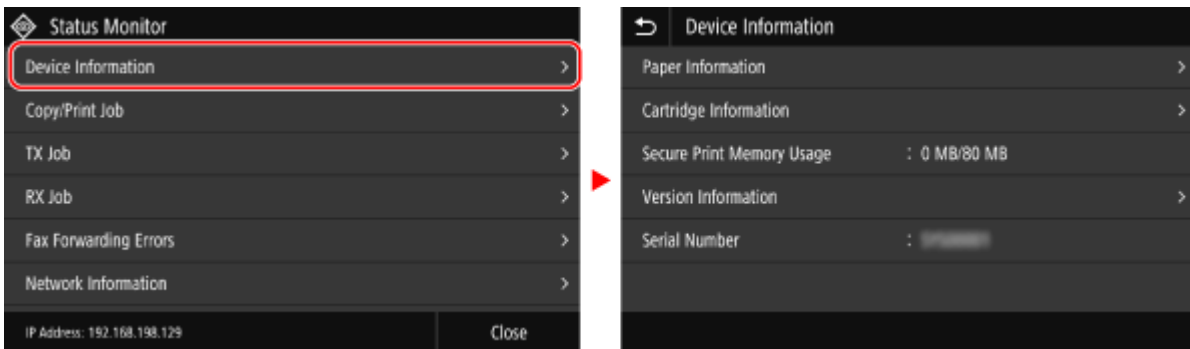 Status Monitor
Device Information
Copy/Print Job
TX Job
RX Job
Fax Forwarding Errors
Network Information
IP Address: 192.168.198.129
Close
Device Information
Paper Information
Cartridge Information
Secure Print Memory Usage : 0 MB/80 MB
Version Information
Serial Number :